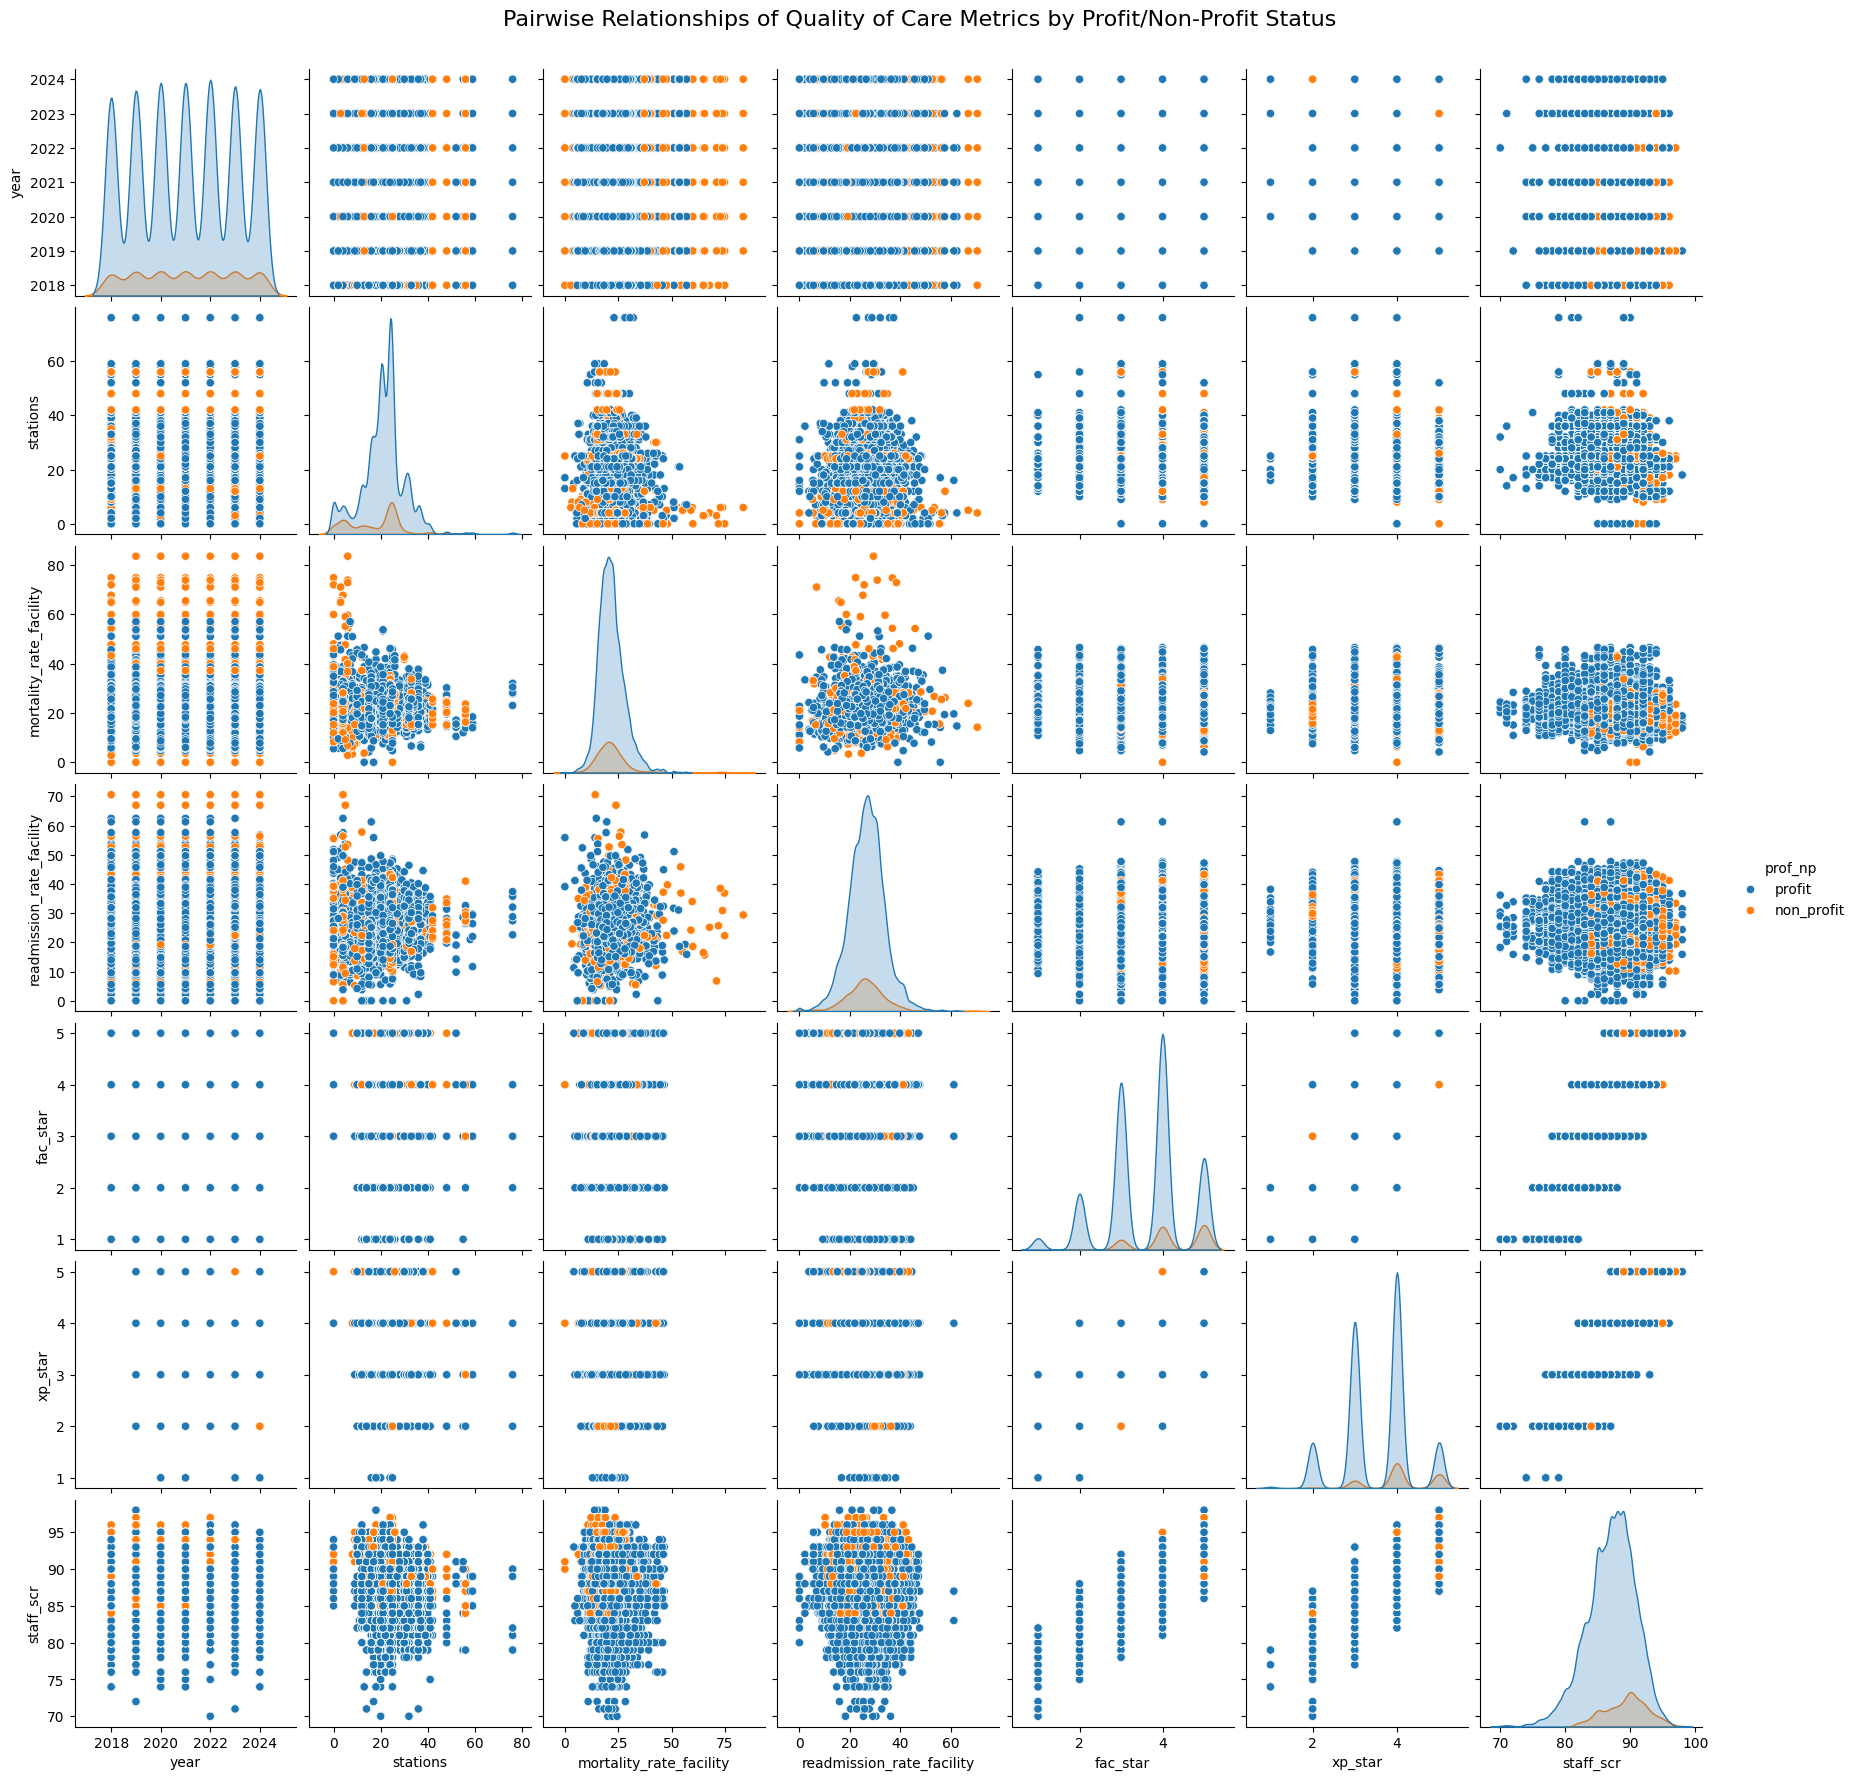 Pairwise Relationships of Quality of Care Metrics by Profit/Non-Profit Status
2024
2023
2022
2021
2020
2019
2018
year
60
40
20
0
stations
80
60
40
20
0
mortality_rate_facility
70
60
50
40
30
20
10
0
readmission_rate_facility
prof_np
profit
non_profit
5
4
3
2
1
fac_star
5
4
3
2
1
xp_star
95
90
85
80
75
70
staff_scr
2018 2020 2022 2024
year
0 20 40 60 80
stations
0 25 50 75
mortality_rate_facility
0 20 40 60
readmission_rate_facility
2 4
fac_star
2 4
xp_star
70 80 90 100
staff_scr